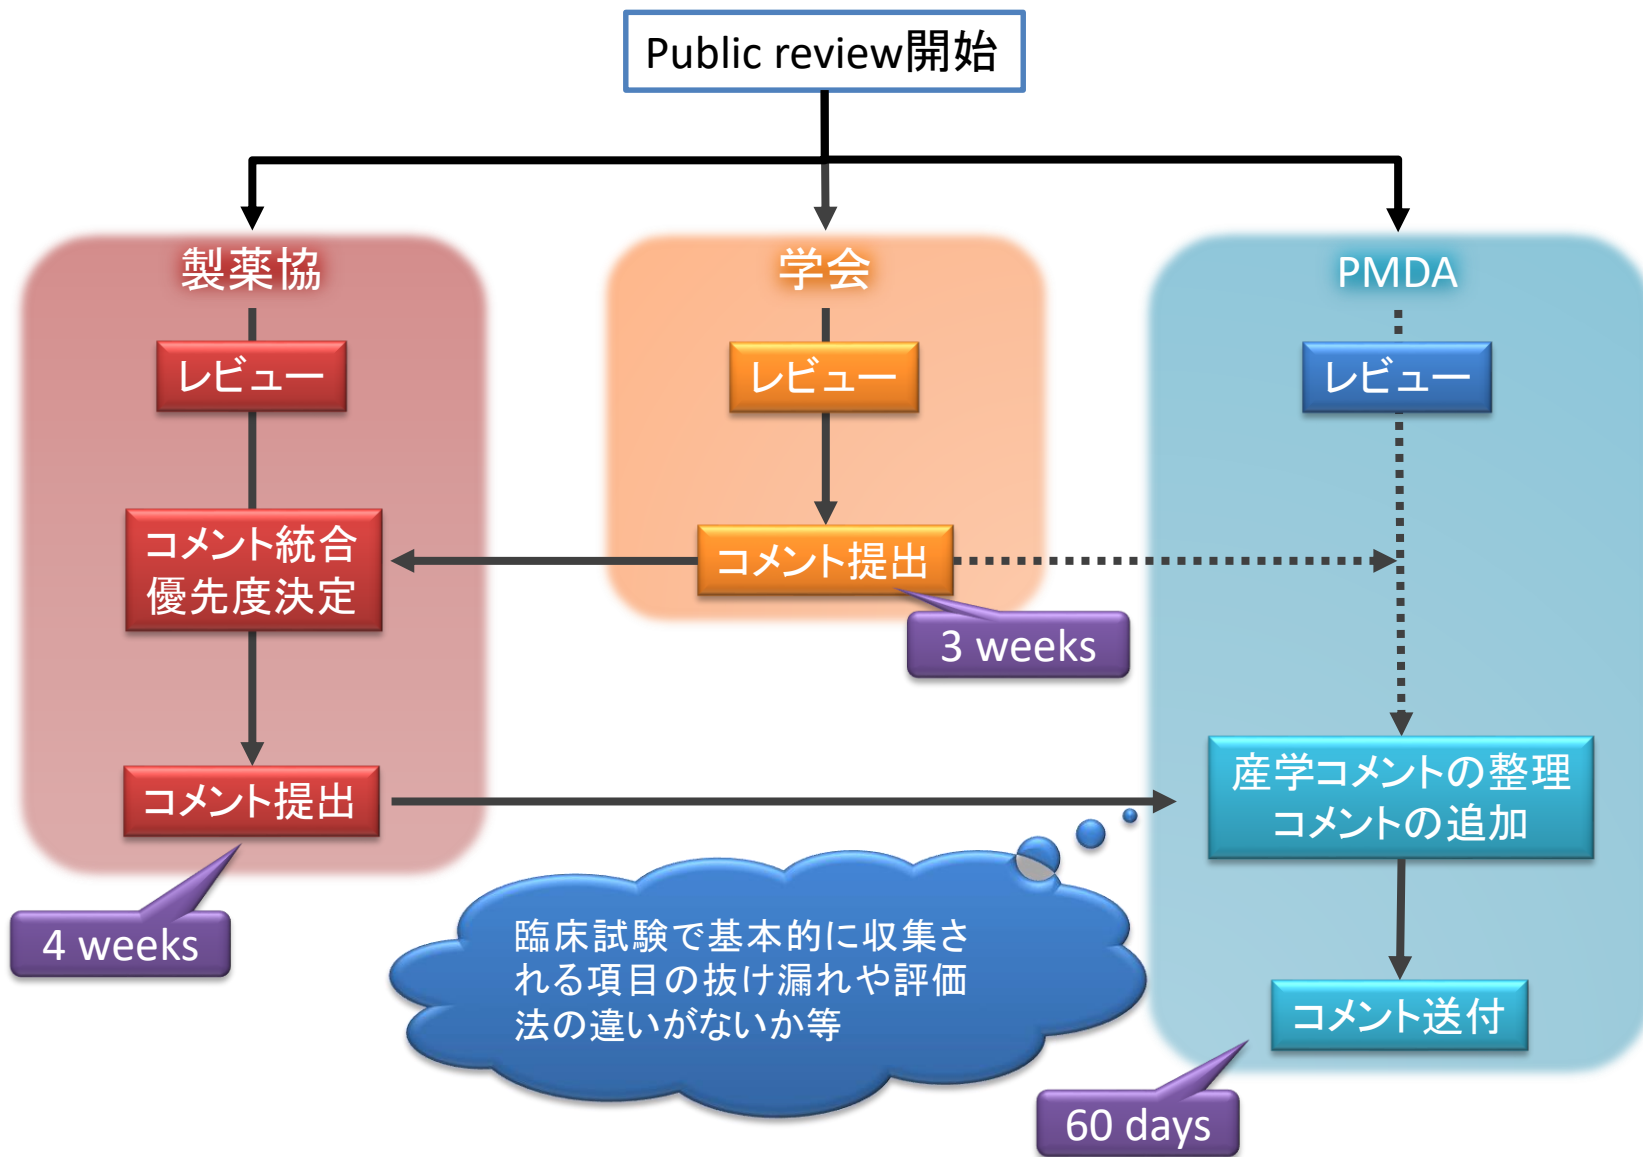 Public review開始
製薬協
レビュー
コメント統合
優先度決定
コメント提出
4 weeks
学会
レビュー
コメント提出
3 weeks
PMDA
レビュー
産学コメントの整理
コメントの追加
コメント送付
60 days
臨床試験で基本的に収集さ
れる項目の抜け漏れや評価
法の違いがないか等